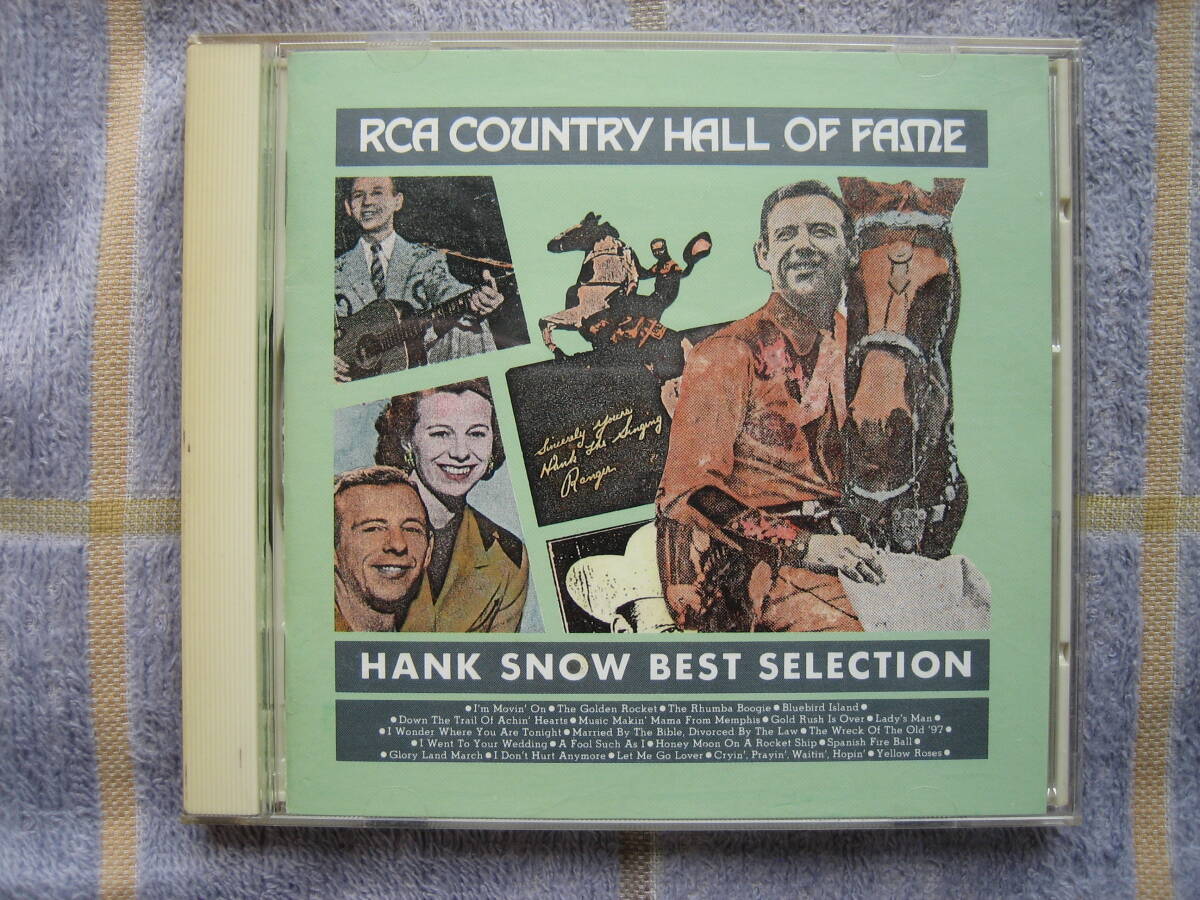 RCA COUNTRY HALL OF FAME
Sincerely yours
Hank The Singing
Ranger
HANK SNOW BEST SELECTION
●I'm Movin' On●The Golden Rocket●The Rhumba Boogie●Bluebird Island●
●Down The Trail Of Achin' Hearts●Music Makin' Mama From Memphis●Gold Rush Is Over●Lady's Man●
●I Wonder Where You Are Tonight●Married By The Bible, Divorced By The Law●The Wreck Of The Old '97●
●I Went To Your Wedding●A Fool Such As I●Honey Moon On A Rocket Ship●Spanish Fire Ball●
●Glory Land March●I Don't Hurt Anymore●Let Me Go Lover●Cryin', Prayin', Waitin', Hopin'●Yellow Roses●